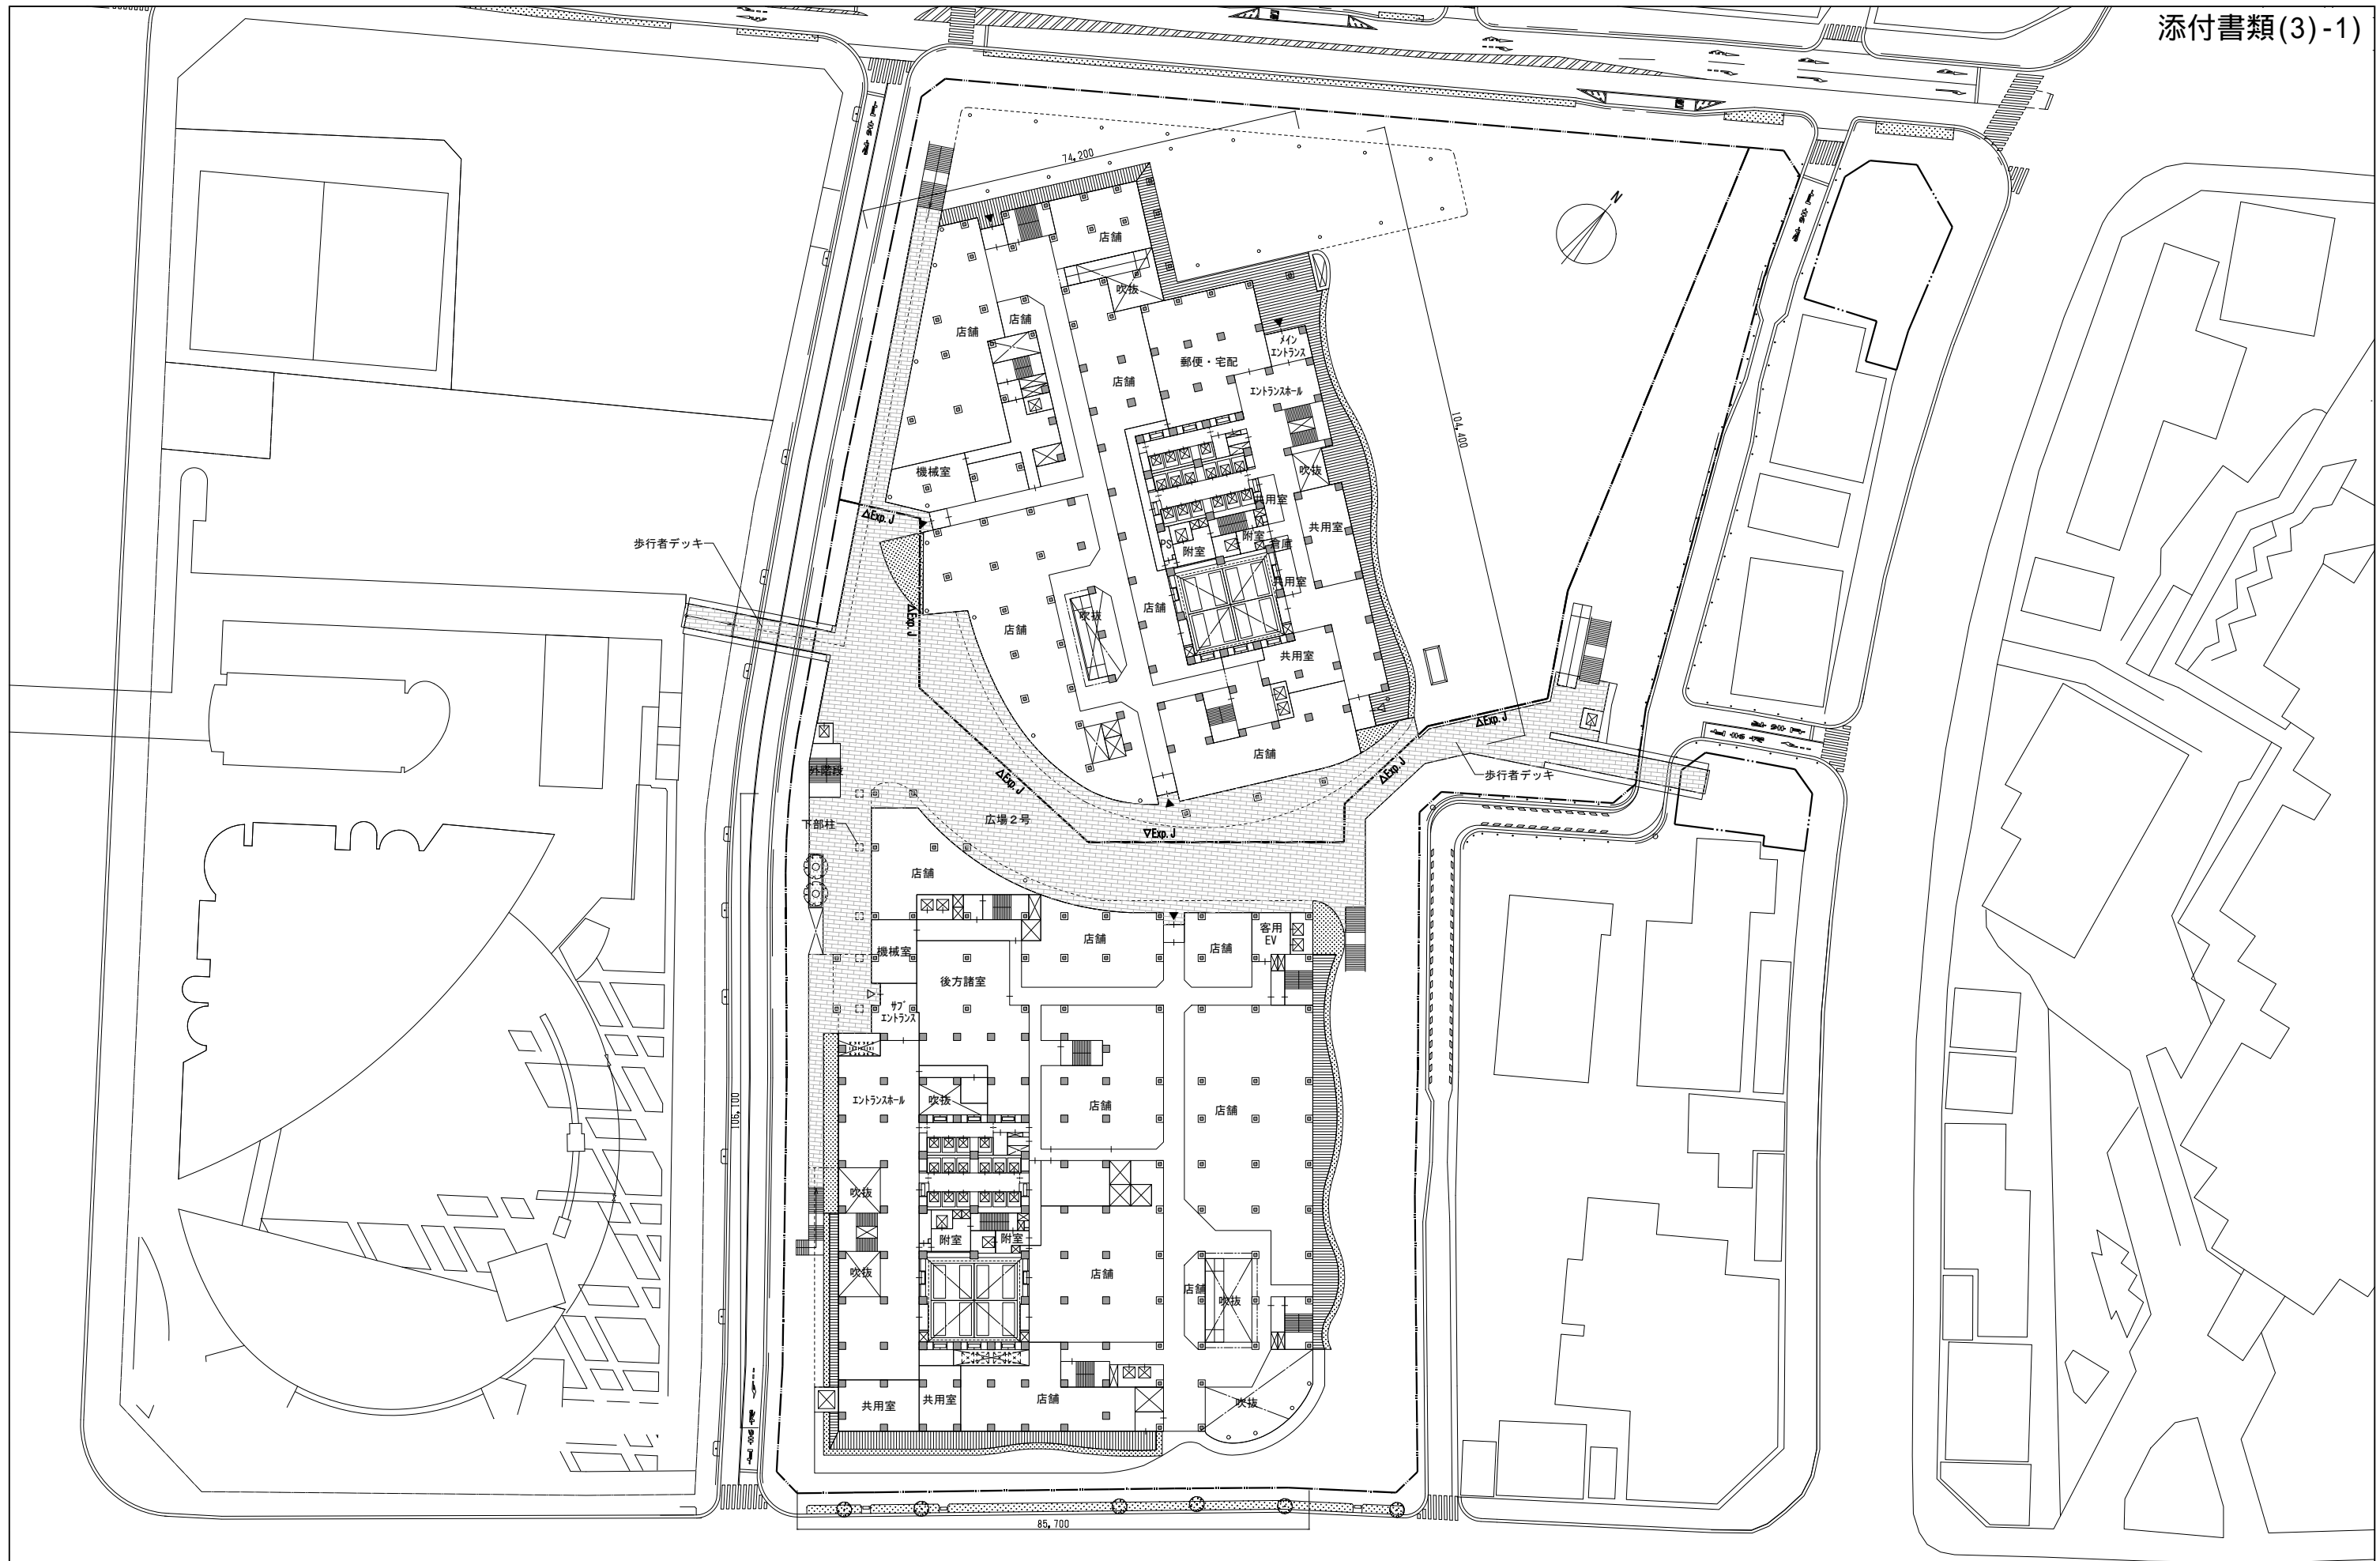 添付書類(3)-1)
74,200
N
店舗
吹抜
店舗
店舗
メイン
エントランス
郵便・宅配
店舗
エントランスホール
104,400
機械室
吹抜
共用室
△Exp.J
共用室
歩行者デッキ
PS
附室
附室
倉庫
共用室
△Exp.J
店舗
吹抜
店舗
共用室
△Exp.J
店舗
外階段
△Exp.J
△Exp.J
歩行者デッキ
下部柱
広場2号
▽Exp.J
店舗
客用
EV
店舗
店舗
機械室
後方諸室
サブ
エントランス
106,100
エントランスホール
吹抜
店舗
店舗
吹抜
附室
附室
吹抜
店舗
店舗
吹抜
共用室
共用室
店舗
吹抜
85,700